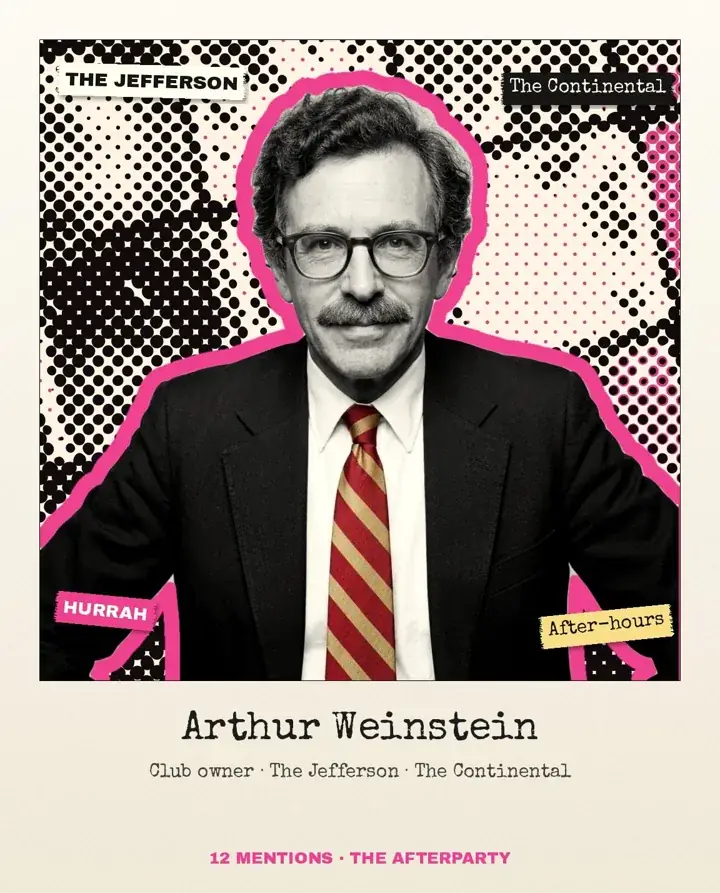 THE JEFFERSON
The Continental
HURRAH
After-hours
Arthur Weinstein
Club owner · The Jefferson · The Continental
12 MENTIONS · THE AFTERPARTY